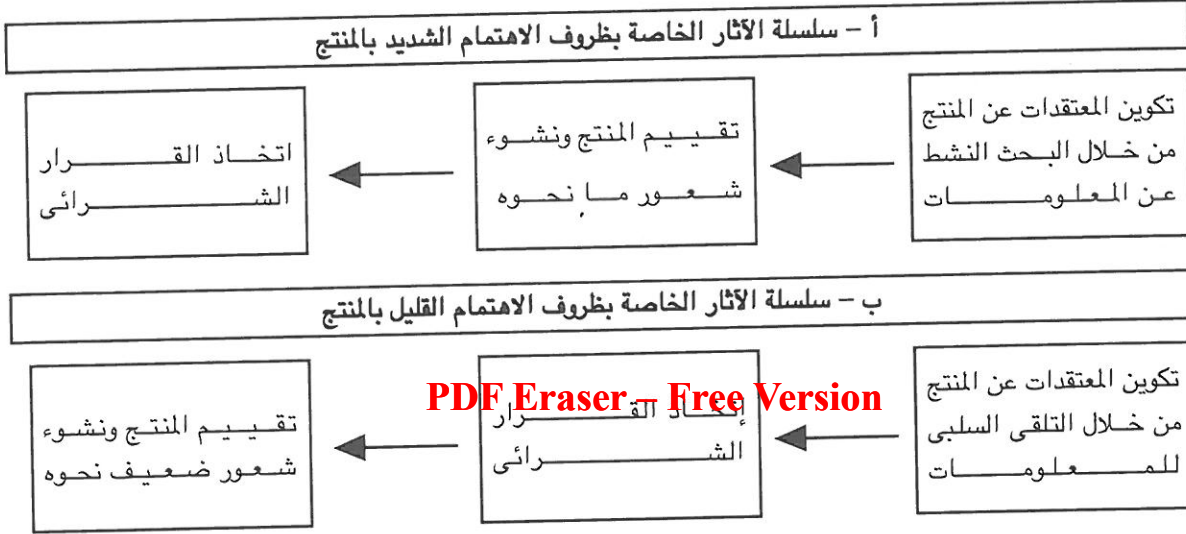 أ – سلسلة الآثار الخاصة بظروف الاهتمام الشديد بالمنتج
تكوين المعتقدات عن المنتج
من خلال البحث النشط
عن المعلومات
تقييم المنتج ونشوء
شعور ما نحوه
اتخاذ القرار
الشرائى
ب – سلسلة الآثار الخاصة بظروف الاهتمام القليل بالمنتج
تكوين المعتقدات عن المنتج
من خلال التلقى السلبى
للمعلومات
PDF Eraser – Free Version
إتخاذ القرار
الشرائى
تقييم المنتج ونشوء
شعور ضعيف نحوه